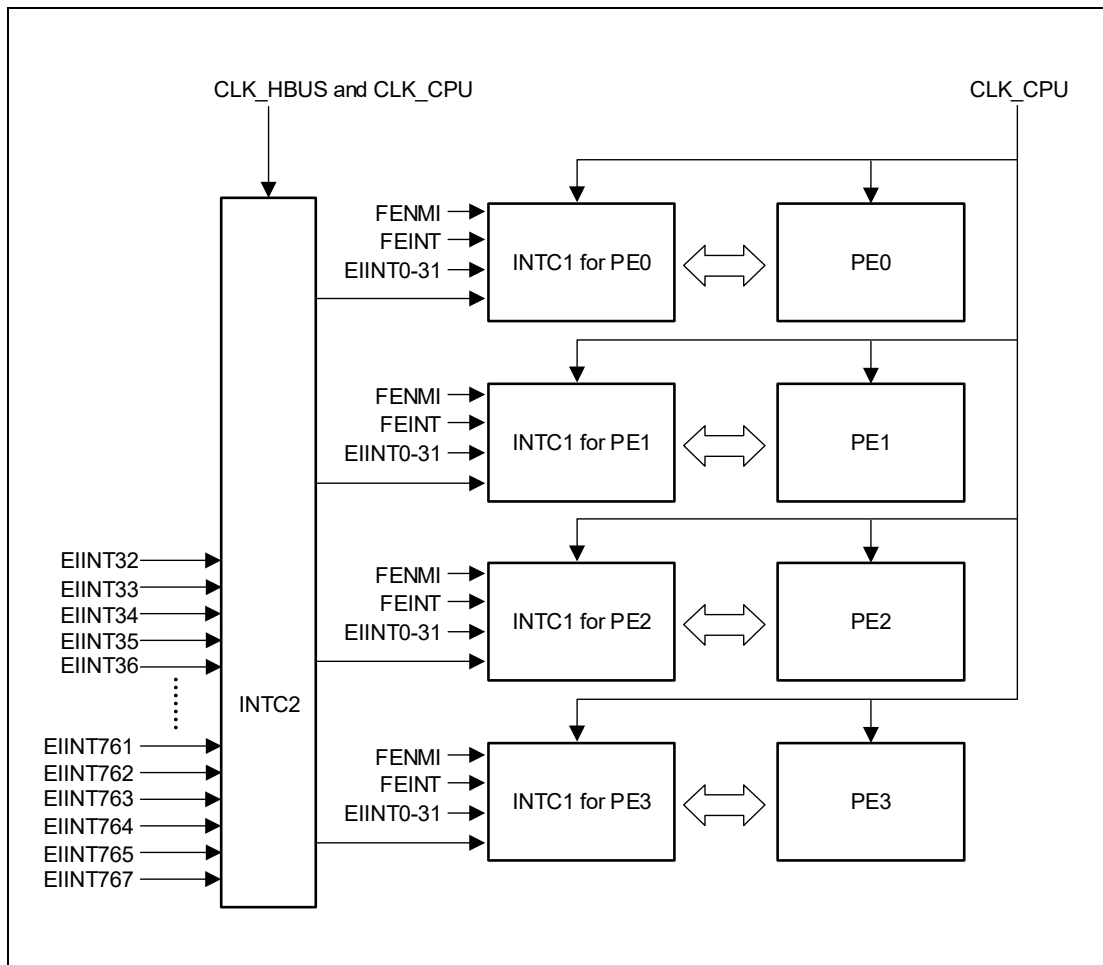 CLK_HBUS and CLK_CPU
CLK_CPU
FENMI
FEINT
EIINT0-31
INTC1 for PE0
PE0
FENMI
FEINT
EIINT0-31
INTC1 for PE1
PE1
EIINT32
EIINT33
EIINT34
EIINT35
EIINT36
EIINT761
EIINT762
EIINT763
EIINT764
EIINT765
EIINT767
INTC2
FENMI
FEINT
EIINT0-31
INTC1 for PE2
PE2
FENMI
FEINT
EIINT0-31
INTC1 for PE3
PE3